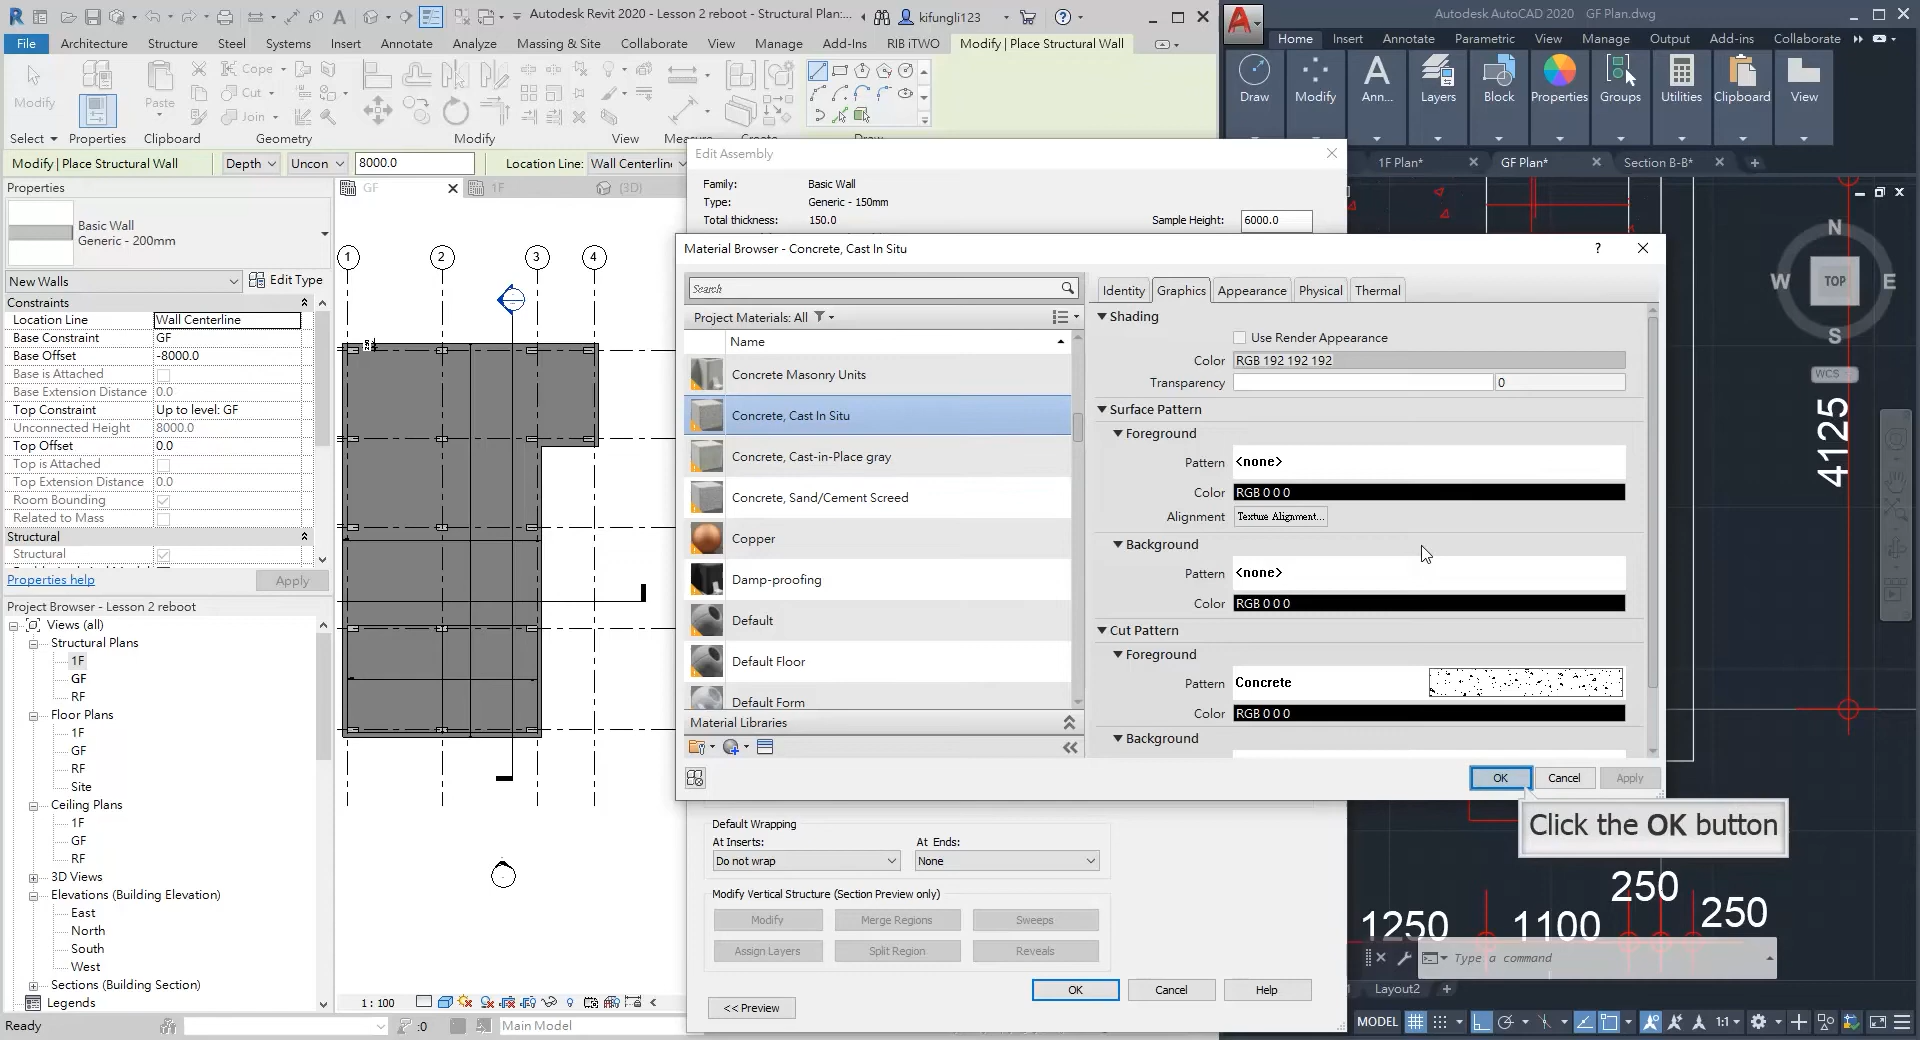 Autodesk Revit 2020 - Lesson 2 reboot - Structural Plan:...
kifungli123
File
Architecture
Structure
Steel
Systems
Insert
Annotate
Analyze
Massing & Site
Collaborate
View
Manage
Add-Ins
RIB iTWO
Modify | Place Structural Wall
Modify
Paste
Cope
Cut
Join
Select
Properties
Clipboard
Geometry
Modify
View
Modify | Place Structural Wall
Depth
Uncon
8000.0
Location Line:
Wall Centerlin
Properties
Basic Wall
Generic - 200mm
New Walls
Edit Type
Constraints
Location Line
Wall Centerline
Base Constraint
GF
Base Offset
-8000.0
Base is Attached
Base Extension Distance
0.0
Top Constraint
Up to level: GF
Unconnected Height
8000.0
Top Offset
0.0
Top is Attached
Top Extension Distance
0.0
Room Bounding
Related to Mass
Structural
Structural
Properties help
Apply
Project Browser - Lesson 2 reboot
Views (all)
Structural Plans
1F
GF
RF
Floor Plans
1F
GF
RF
Site
Ceiling Plans
1F
GF
RF
3D Views
Elevations (Building Elevation)
East
North
South
West
Sections (Building Section)
Legends
Ready
GF
1F
(3D)
1
2
3
4
1 : 100
:0
Main Model
Edit Assembly
Family:
Basic Wall
Type:
Generic - 150mm
Total thickness:
150.0
Sample Height:
6000.0
Material Browser - Concrete, Cast In Situ
?
Search
Project Materials: All
Name
Concrete Masonry Units
Concrete, Cast In Situ
Concrete, Cast-in-Place gray
Concrete, Sand/Cement Screed
Copper
Damp-proofing
Default
Default Floor
Default Form
Material Libraries
Identity
Graphics
Appearance
Physical
Thermal
Shading
Use Render Appearance
Color
RGB 192 192 192
Transparency
0
Surface Pattern
Foreground
Pattern
<none>
Color
RGB 0 0 0
Alignment
Texture Alignment...
Background
Pattern
<none>
Color
RGB 0 0 0
Cut Pattern
Foreground
Pattern
Concrete
Color
RGB 0 0 0
Background
OK
Cancel
Apply
Click the OK button
Default Wrapping
At Inserts:
At Ends:
Do not wrap
None
Modify Vertical Structure (Section Preview only)
Modify
Merge Regions
Sweeps
Assign Layers
Split Region
Reveals
OK
Cancel
Help
<< Preview
Autodesk AutoCAD 2020
GF Plan.dwg
Home
Insert
Annotate
Parametric
View
Manage
Output
Add-ins
Collaborate
Draw
Modify
Ann...
Layers
Block
Properties
Groups
Utilities
Clipboard
View
1F Plan*
GF Plan*
Section B-B*
N
W
TOP
E
S
WCS
4125
1250
1100
250
250
Type a command
Layout2
MODEL
1:1